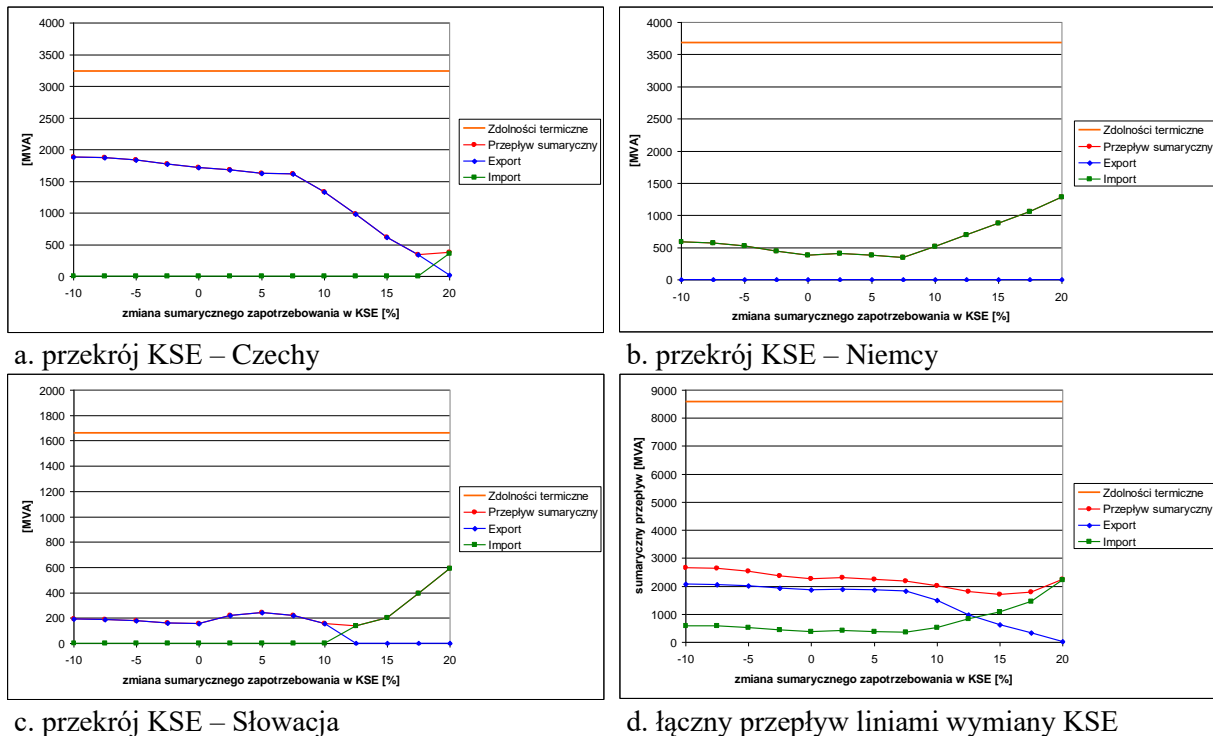 4000
3500
3000
2500
2000
1500
1000
500
0
[MVA]
-10 -5 0 5 10 15 20
zmiana sumarycznego zapotrzebowania w KSE [%]
Zdolności termiczne
Przepływ sumaryczny
Export
Import
a. przekrój KSE – Czechy
4000
3500
3000
2500
2000
1500
1000
500
0
[MVA]
-10 -5 0 5 10 15 20
zmiana sumarycznego zapotrzebowania w KSE [%]
Zdolności termiczne
Przepływ sumaryczny
Export
Import
b. przekrój KSE – Niemcy
2000
1800
1600
1400
1200
1000
800
600
400
200
0
[MVA]
-10 -5 0 5 10 15 20
zmiana sumarycznego zapotrzebowania w KSE [%]
Zdolności termiczne
Przepływ sumaryczny
Export
Import
c. przekrój KSE – Słowacja
9000
8000
7000
6000
5000
4000
3000
2000
1000
0
sumaryczny przepływ [MVA]
-10 -5 0 5 10 15 20
zmiana sumarycznego zapotrzebowania w KSE [%]
Zdolności termiczne
Przepływ sumaryczny
Export
Import
d. łączny przepływ liniami wymiany KSE